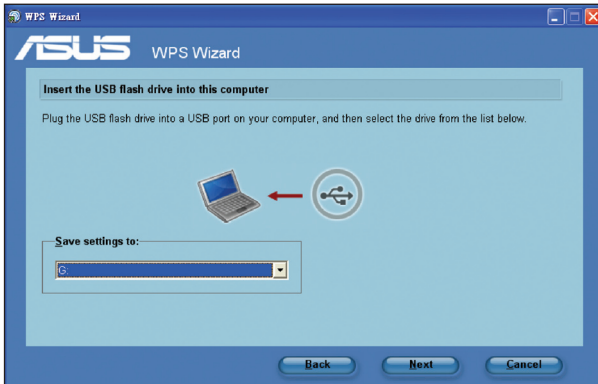 WPS Wizard
ASUS WPS Wizard
Insert the USB flash drive into this computer
Plug the USB flash drive into a USB port on your computer, and then select the drive from the list below.
Save settings to:
G:
Back Next Cancel